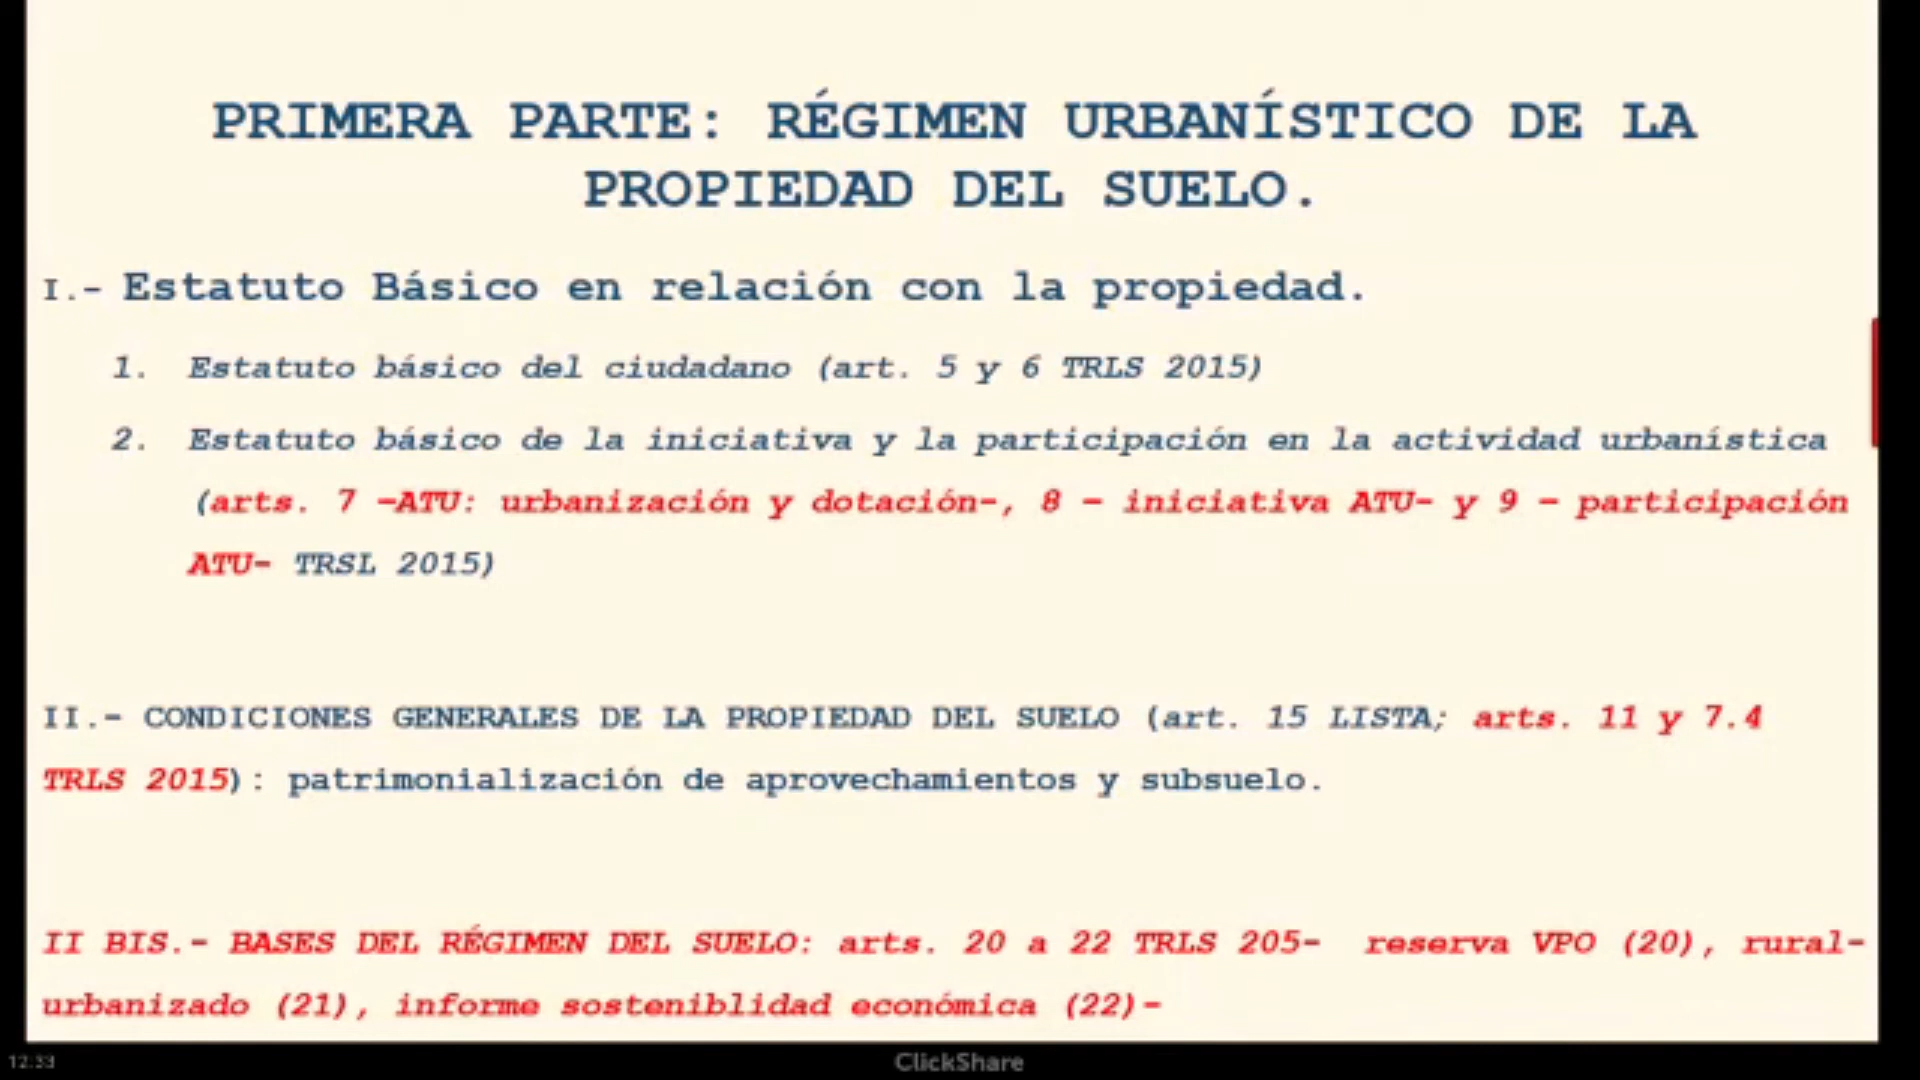 PRIMERA PARTE: RÉGIMEN URBANÍSTICO DE LA
PROPIEDAD DEL SUELO.
I.- Estatuto Básico en relación con la propiedad.
1. Estatuto básico del ciudadano (art. 5 y 6 TRLS 2015)
2. Estatuto básico de la iniciativa y la participación en la actividad urbanística
(arts. 7 –ATU: urbanización y dotación-, 8 – iniciativa ATU- y 9 – participación
ATU- TRSL 2015)
II.- CONDICIONES GENERALES DE LA PROPIEDAD DEL SUELO (art. 15 LISTA; arts. 11 y 7.4
TRLS 2015): patrimonialización de aprovechamientos y subsuelo.
II BIS.- BASES DEL RÉGIMEN DEL SUELO: arts. 20 a 22 TRLS 205- reserva VPO (20), rural-
urbanizado (21), informe sosteniblidad económica (22)-
12:33
ClickShare